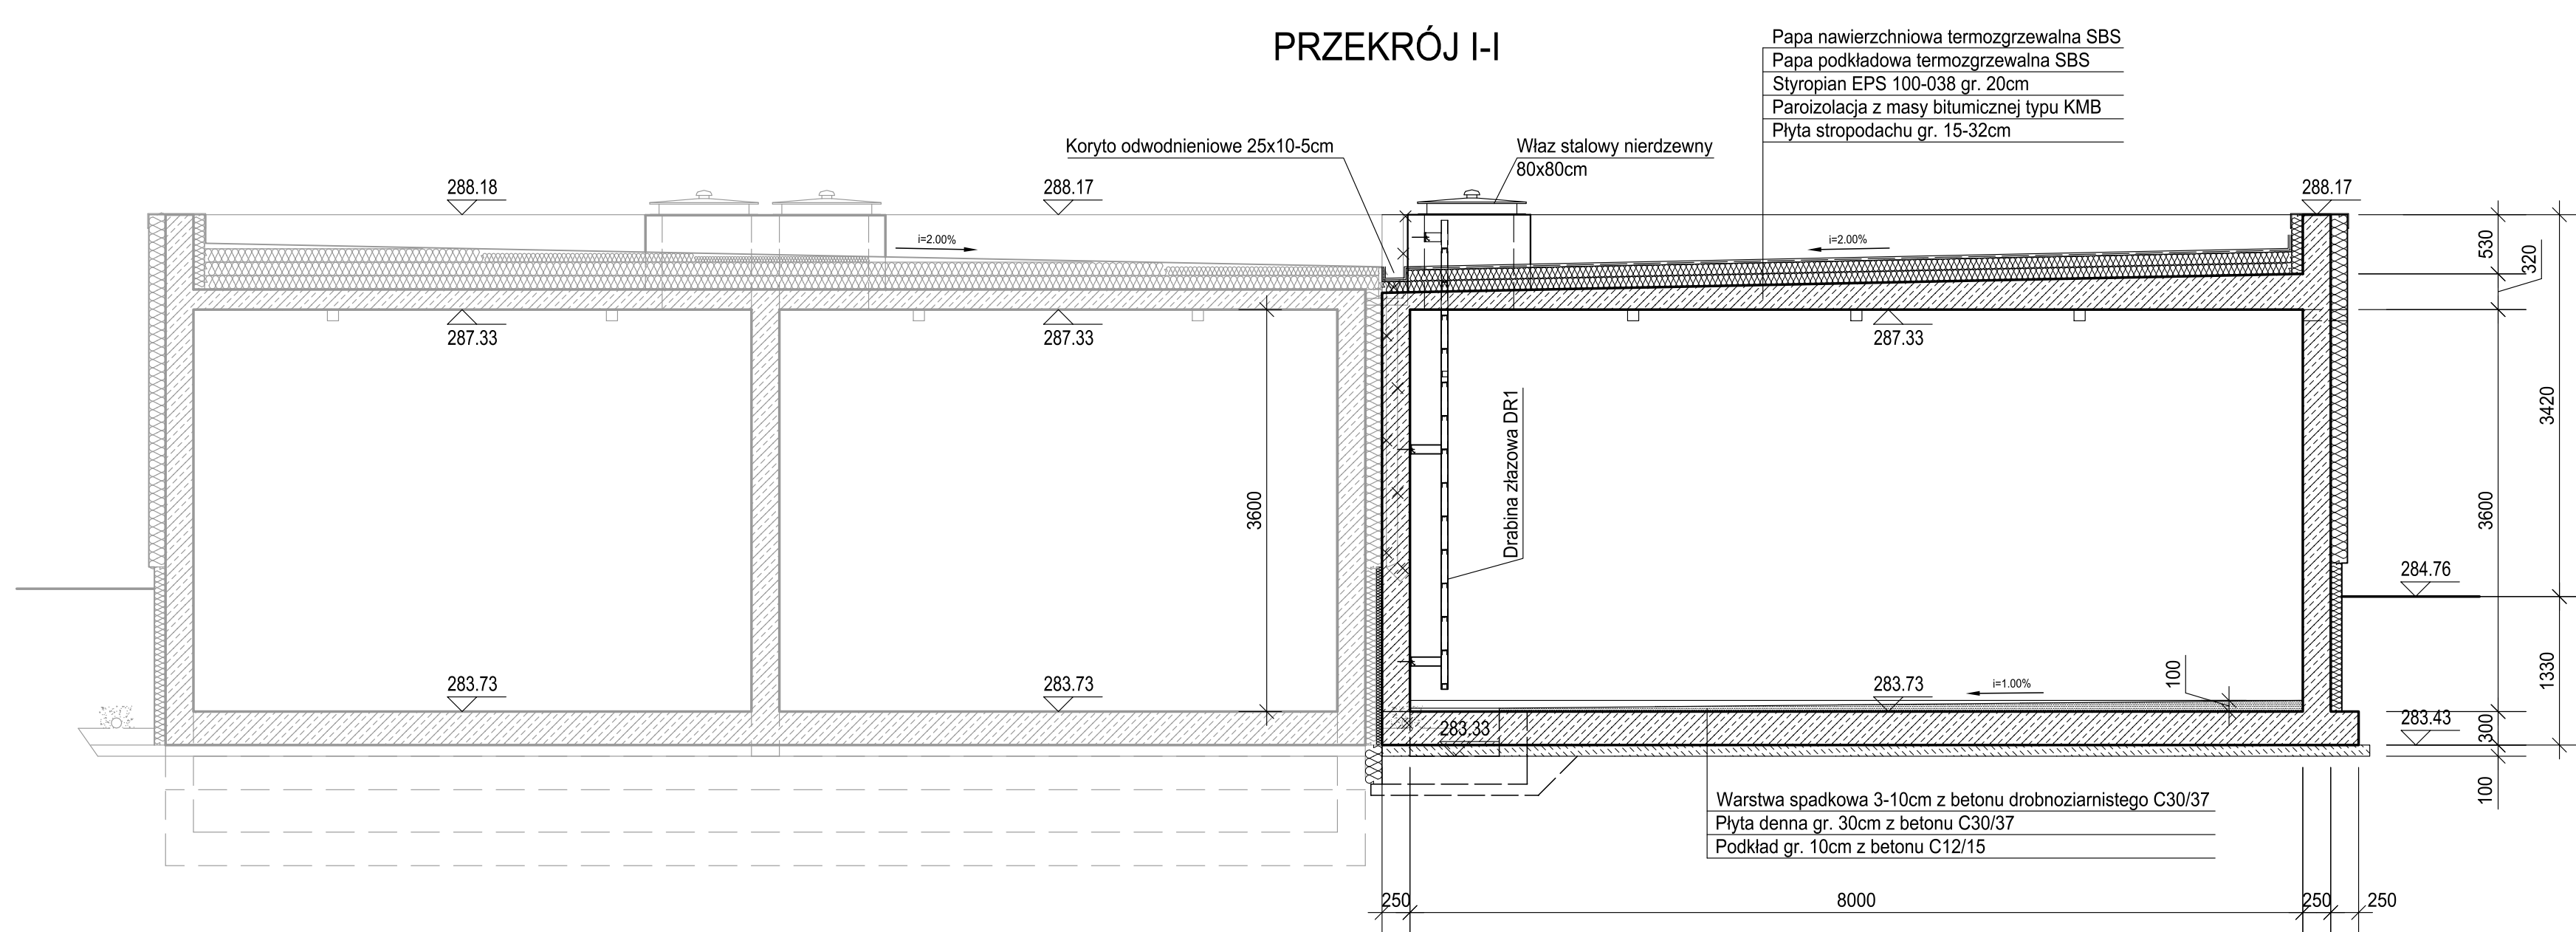 PRZEKRÓJ I-I
Papa nawierzchniowa termozgrzewalna SBS
Papa podkładowa termozgrzewalna SBS
Styropian EPS 100-038 gr. 20cm
Paroizolacja z masy bitumicznej typu KMB
Płyta stropodachu gr. 15-32cm
Koryto odwodnieniowe 25x10-5cm
Właz stalowy nierdzewny
80x80cm
288.18
288.17
288.17
i=2.00%
i=2.00%
530
320
287.33
287.33
287.33
3420
3600
Drabina złazowa DR1
3600
284.76
283.73
283.73
283.73
i=1.00%
100
1330
283.33
283.43
300
100
Warstwa spadkowa 3-10cm z betonu drobnoziarnistego C30/37
Płyta denna gr. 30cm z betonu C30/37
Podkład gr. 10cm z betonu C12/15
250
8000
250
250